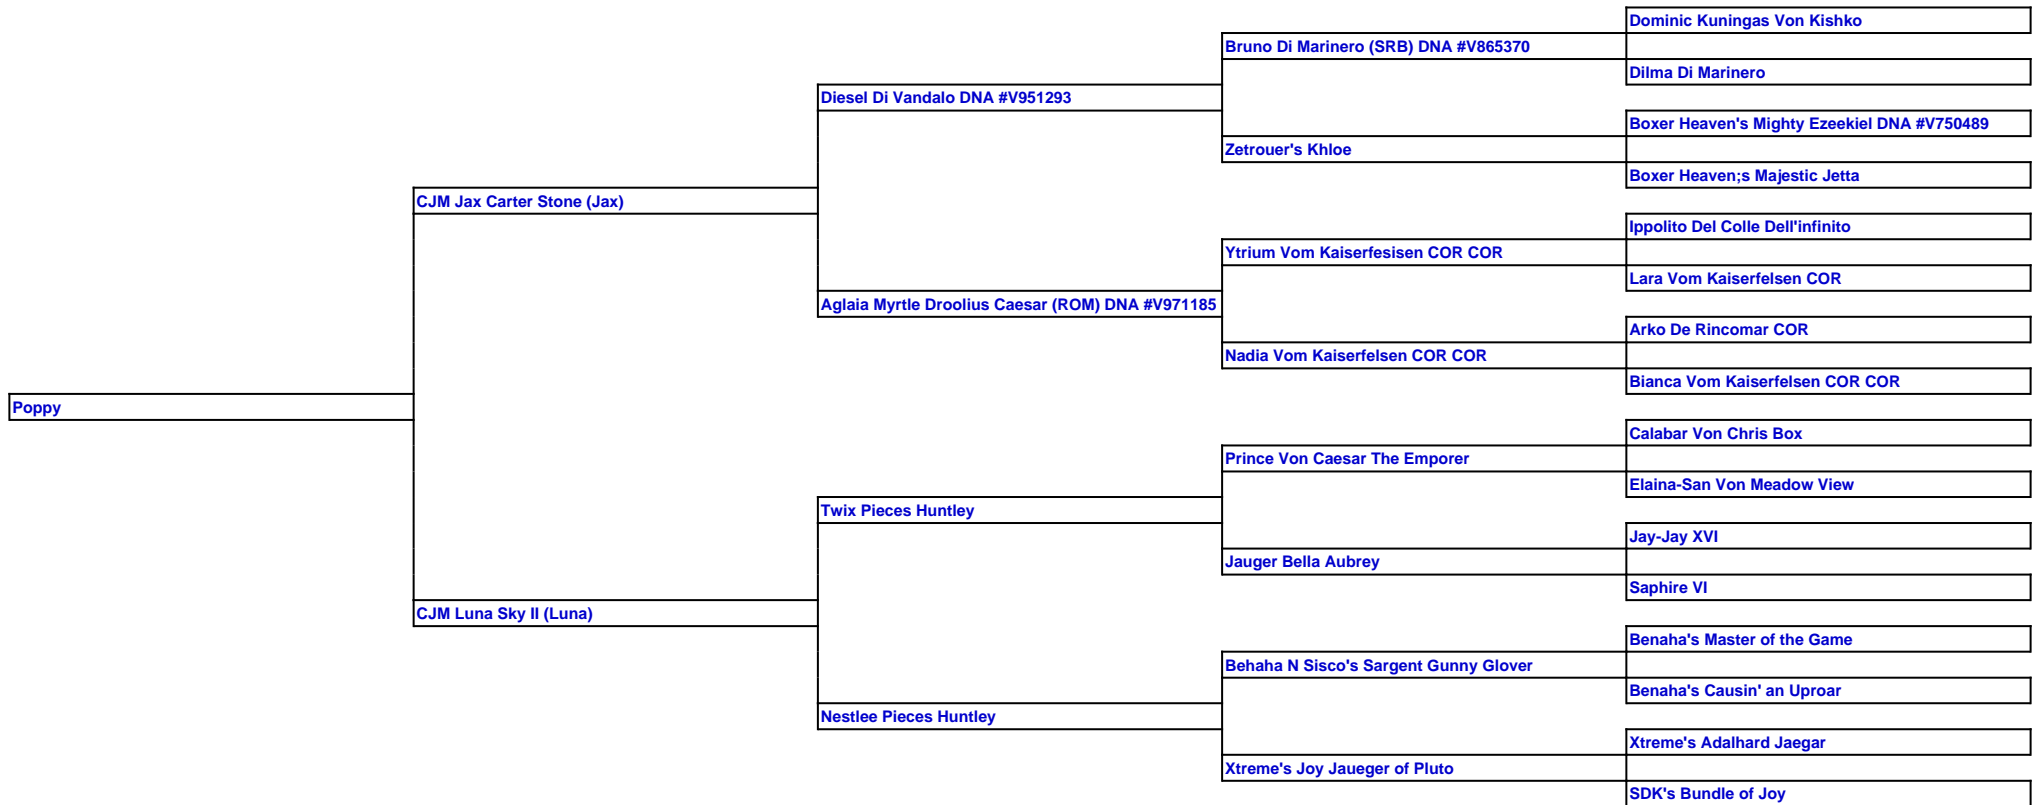 Dominic Kuningas Von Kishko
Bruno Di Marinero (SRB) DNA #V865370
Dilma Di Marinero
Diesel Di Vandalo DNA #V951293
Boxer Heaven's Mighty Ezeekiel DNA #V750489
Zetrouer's Khloe
Boxer Heaven;s Majestic Jetta
CJM Jax Carter Stone (Jax)
Ippolito Del Colle Dell'infinito
Ytrium Vom Kaiserfesisen COR COR
Lara Vom Kaiserfelsen COR
Aglaia Myrtle Droolius Caesar (ROM) DNA #V971185
Arko De Rincomar COR
Nadia Vom Kaiserfelsen COR COR
Bianca Vom Kaiserfelsen COR COR
Poppy
Calabar Von Chris Box
Prince Von Caesar The Emporer
Elaina-San Von Meadow View
Twix Pieces Huntley
Jay-Jay XVI
Jauger Bella Aubrey
Saphire VI
CJM Luna Sky II (Luna)
Benaha's Master of the Game
Behaha N Sisco's Sargent Gunny Glover
Benaha's Causin' an Uproar
Nestlee Pieces Huntley
Xtreme's Adalhard Jaegar
Xtreme's Joy Jaueger of Pluto
SDK's Bundle of Joy